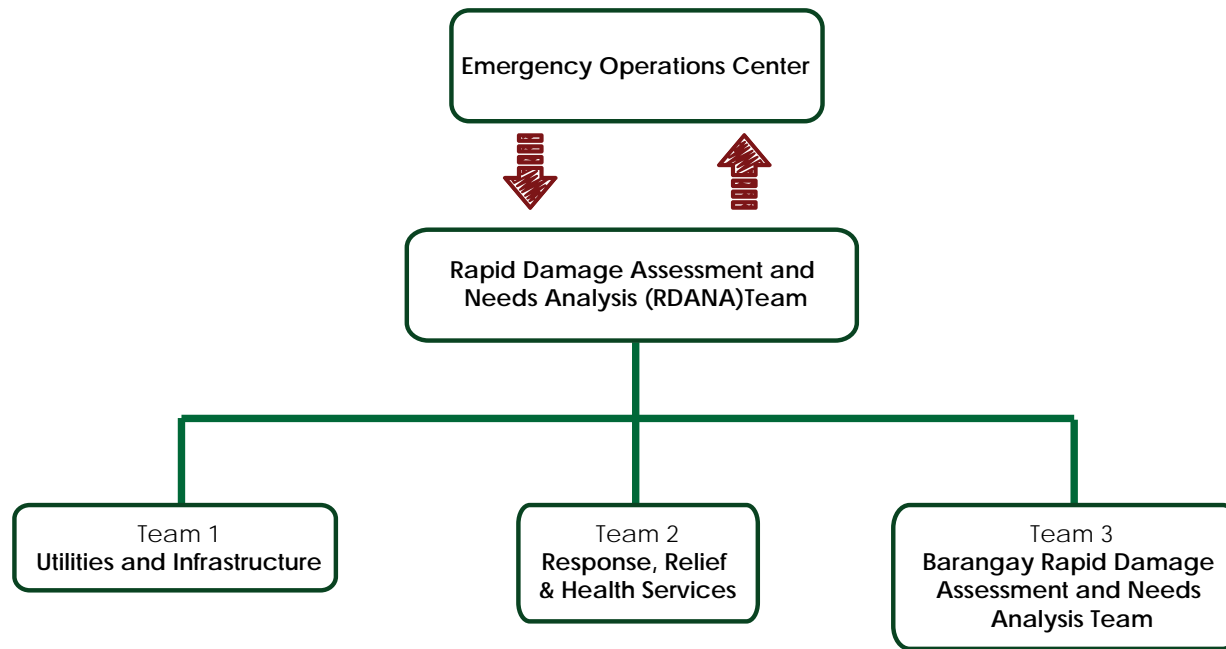 Emergency Operations Center
Rapid Damage Assessment and
Needs Analysis (RDANA)Team
Team 1
Utilities and Infrastructure
Team 2
Response, Relief
& Health Services
Team 3
Barangay Rapid Damage
Assessment and Needs
Analysis Team